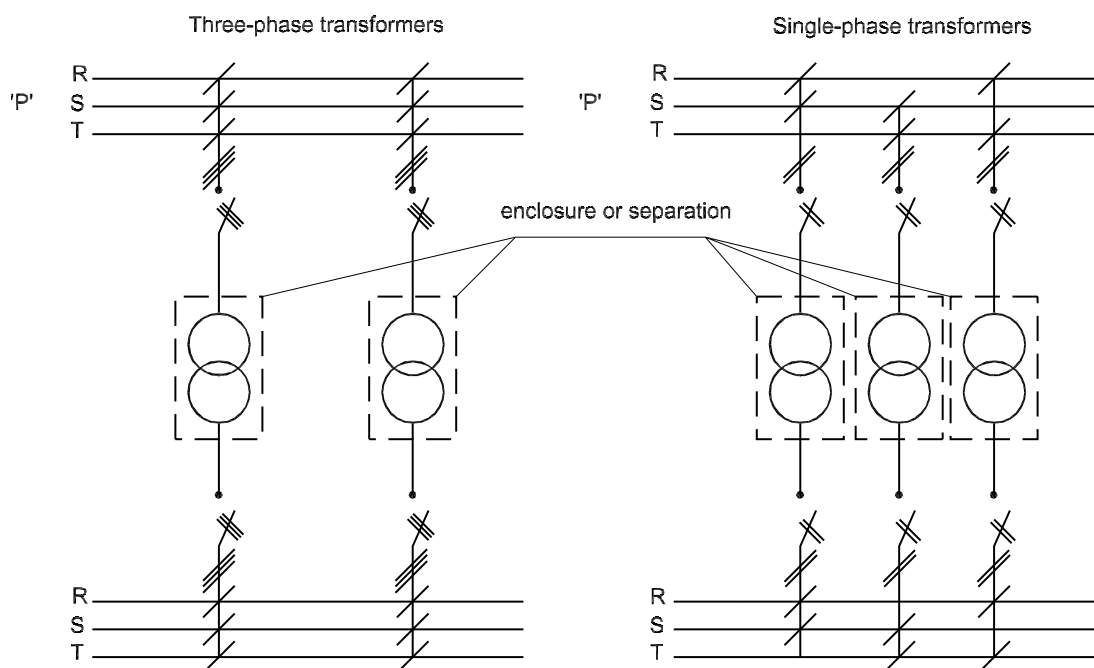 Three-phase transformers
Single-phase transformers
R
'P' S
T
R
'P' S
T
enclosure or separation
R
S
T
R
S
T